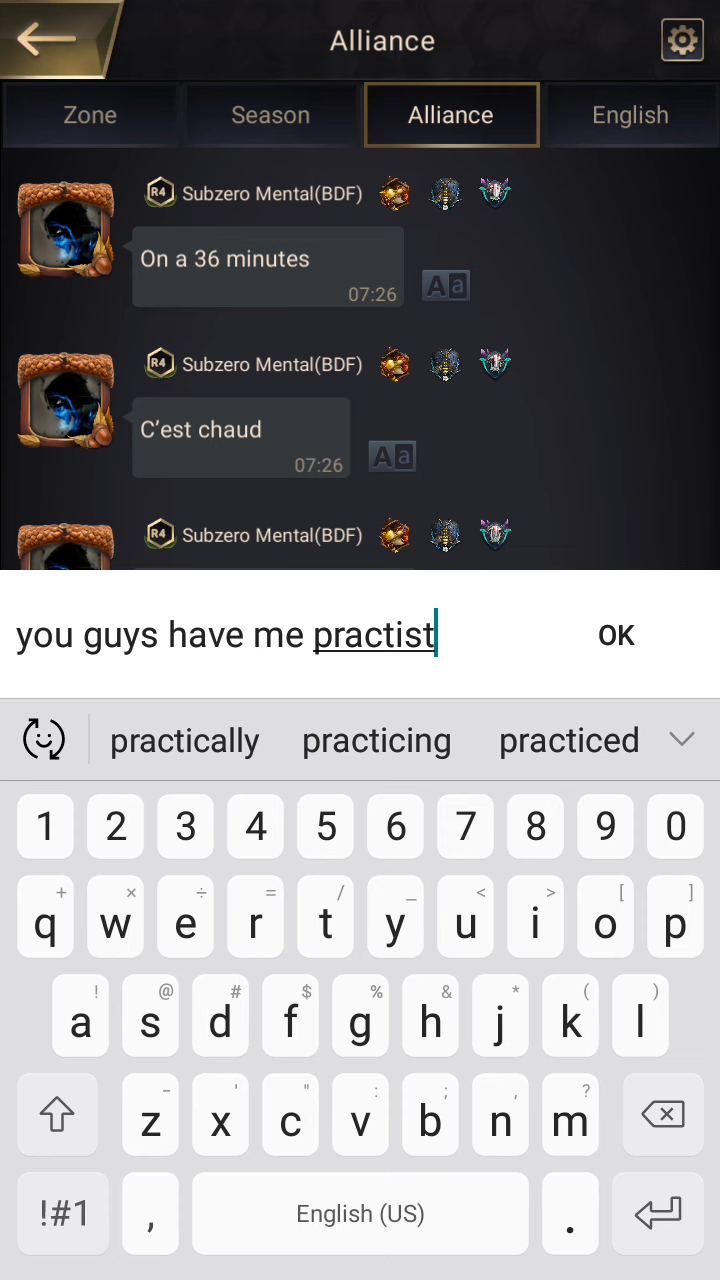 Alliance
Zone Season Alliance English
R4 Subzero Mental(BDF)
On a 36 minutes
07:26
Aa
R4 Subzero Mental(BDF)
C’est chaud
07:26
Aa
R4 Subzero Mental(BDF)
you guys have me practist OK
practically practicing practiced
1 2 3 4 5 6 7 8 9 0
+ × ÷ = / _ < > [ ]
q w e r t y u i o p
! @ # $ % & * ( )
a s d f g h j k l
- ' " : ; , ?
z x c v b n m
!#1 , English (US) .